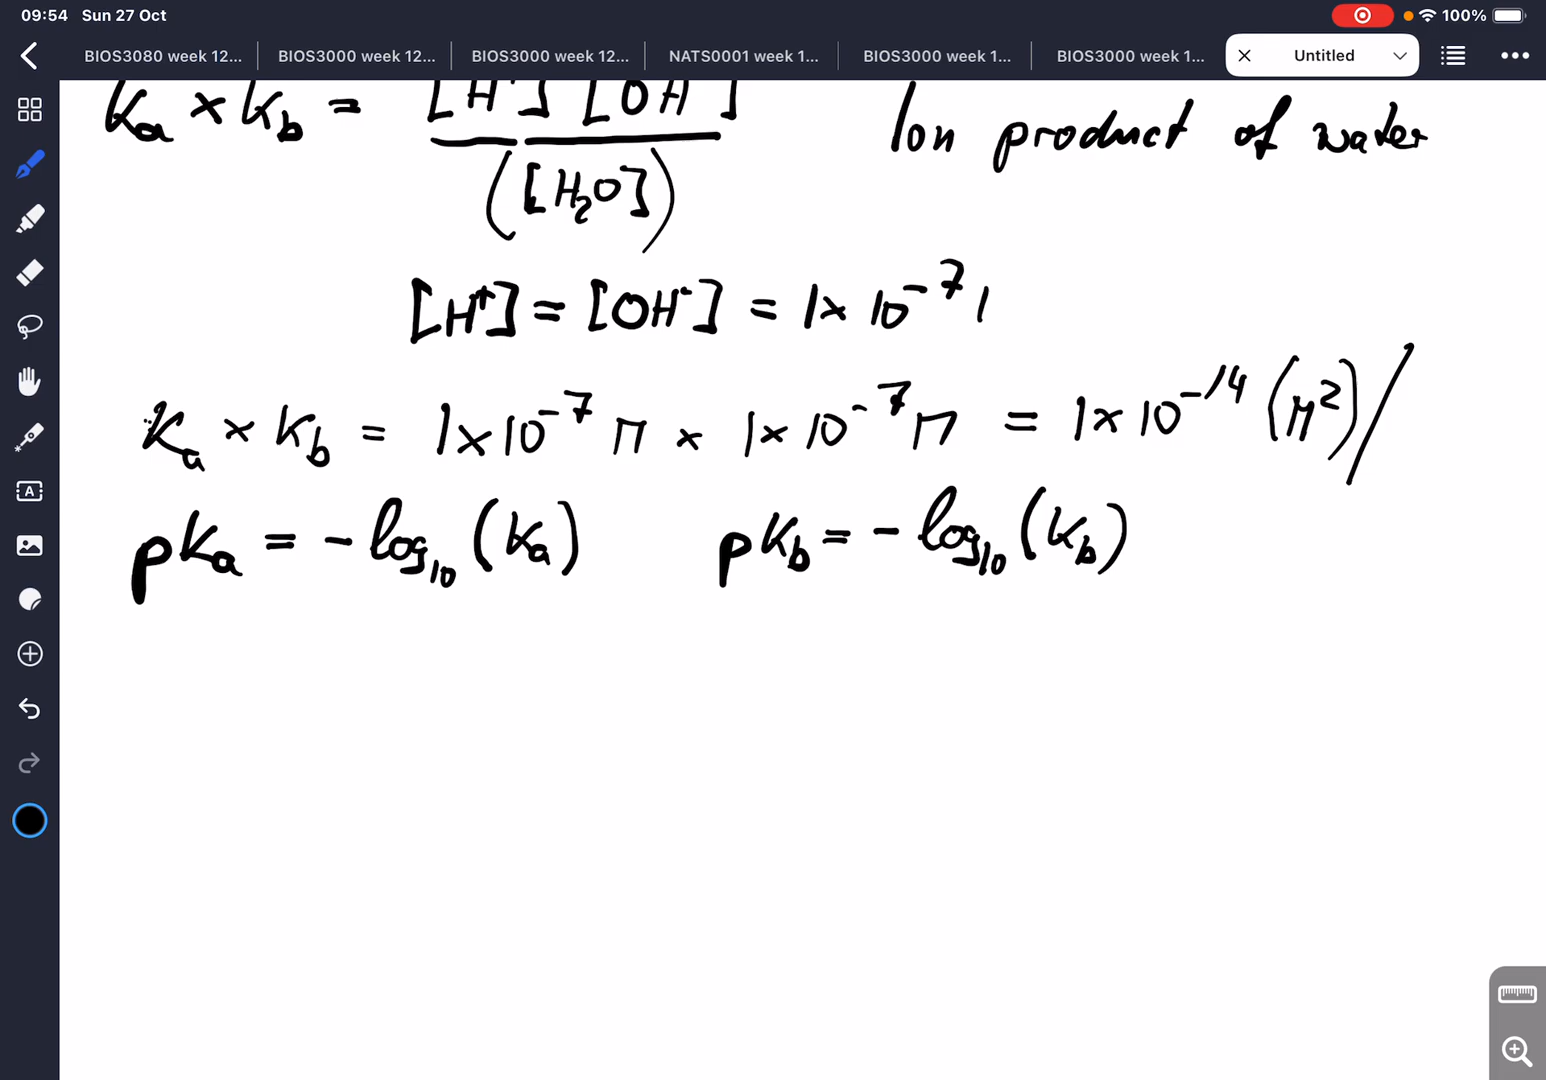 09:54 Sun 27 Oct 100%
BIOS3080 week 12... BIOS3000 week 12... BIOS3000 week 12... NATS0001 week 1... BIOS3000 week 1... BIOS3000 week 1... Untitled
Ka × Kb = [H⁺] [OH⁻] / ([H₂O]) Ion product of water
[H⁺] = [OH⁻] = 1 × 10⁻⁷
Ka × Kb = 1 × 10⁻⁷ M × 1 × 10⁻⁷ M = 1 × 10⁻¹⁴ (M²) /
pKa = - log₁₀ (Ka) pKb = - log₁₀ (Kb)